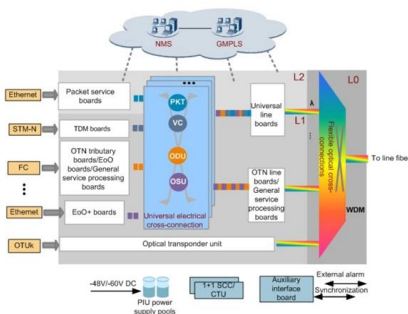 NMS
GMPLS
L2
L0
Ethernet
Packet service
boards
PKT
Universal
line
boards
λ
L1
STM-N
TDM boards
VC
FC
OTN tributary
boards/EoO
boards/General
service processing
boards
ODU
OTN line
boards/
General
service
processing
boards
Flexible optical cross-
connections
To line fibe
Ethernet
EoO+ boards
OSU
Universal electrical
cross-connection
WDM
OTUk
Optical transponder unit
-48V/-60V DC
PIU power
supply pools
1+1 SCC/
CTU
Auxiliary
interface
board
External alarm
Synchronization